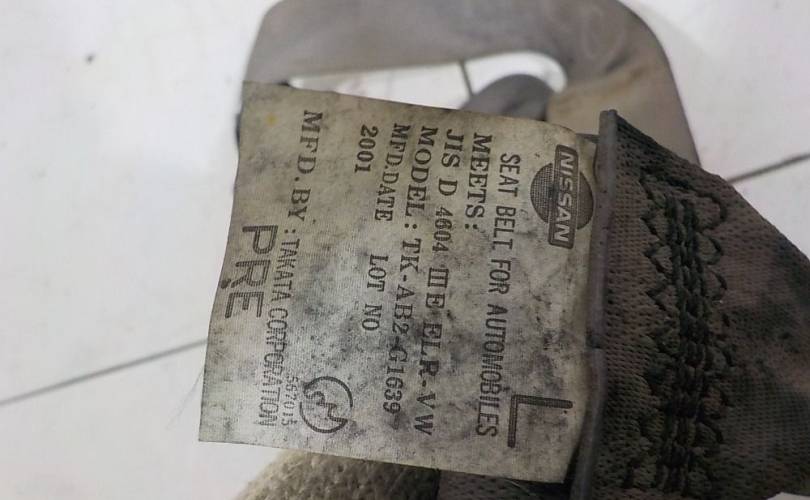 NISSAN
L
SEAT BELT FOR AUTOMOBILES
MEETS:
JIS D 4604 ⅢE ELR-VW
MODEL: TK-AB2-G1639
MFD.DATE LOT NO
2001
MFD. BY: TAKATA CORPORATION
567015
PRE